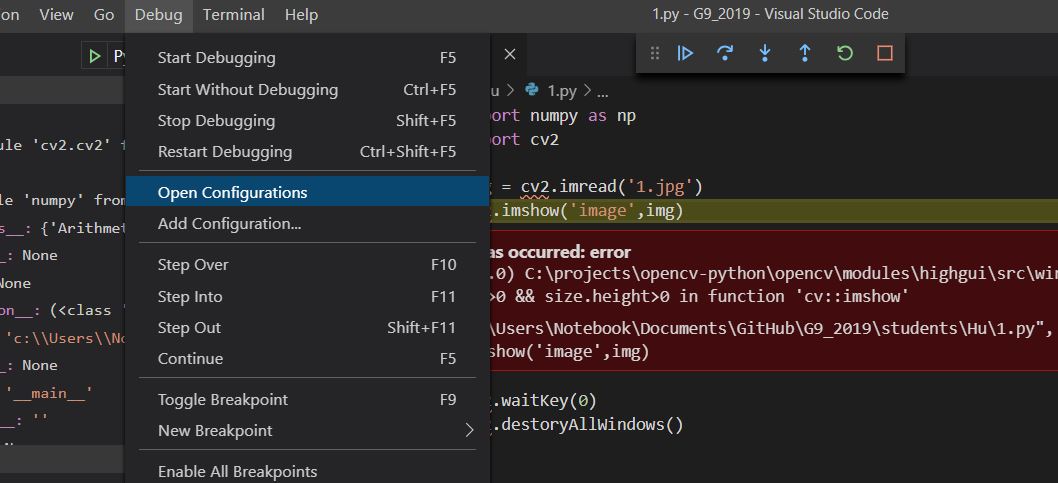 on View Go Debug Terminal Help 1.py - G9_2019 - Visual Studio Code
Start Debugging F5
Start Without Debugging Ctrl+F5
Stop Debugging Shift+F5
Restart Debugging Ctrl+Shift+F5
Open Configurations
Add Configuration...
Step Over F10
Step Into F11
Step Out Shift+F11
Continue F5
Toggle Breakpoint F9
New Breakpoint
Enable All Breakpoints
ule 'cv2.cv2' f
le 'numpy' from
s__: {'Arithmet
_: None
None
on__: (<class '
'c:\\Users\\No
_: None
'__main__'
__: ''
u > 1.py > ...
ort numpy as np
ort cv2
g = cv2.imread('1.jpg')
.imshow('image',img)
as occurred: error
.0) C:\projects\opencv-python\opencv\modules\highgui\src\win
>0 && size.height>0 in function 'cv::imshow'
\Users\Notebook\Documents\GitHub\G9_2019\students\Hu\1.py",
show('image',img)
.waitKey(0)
.destoryAllWindows()